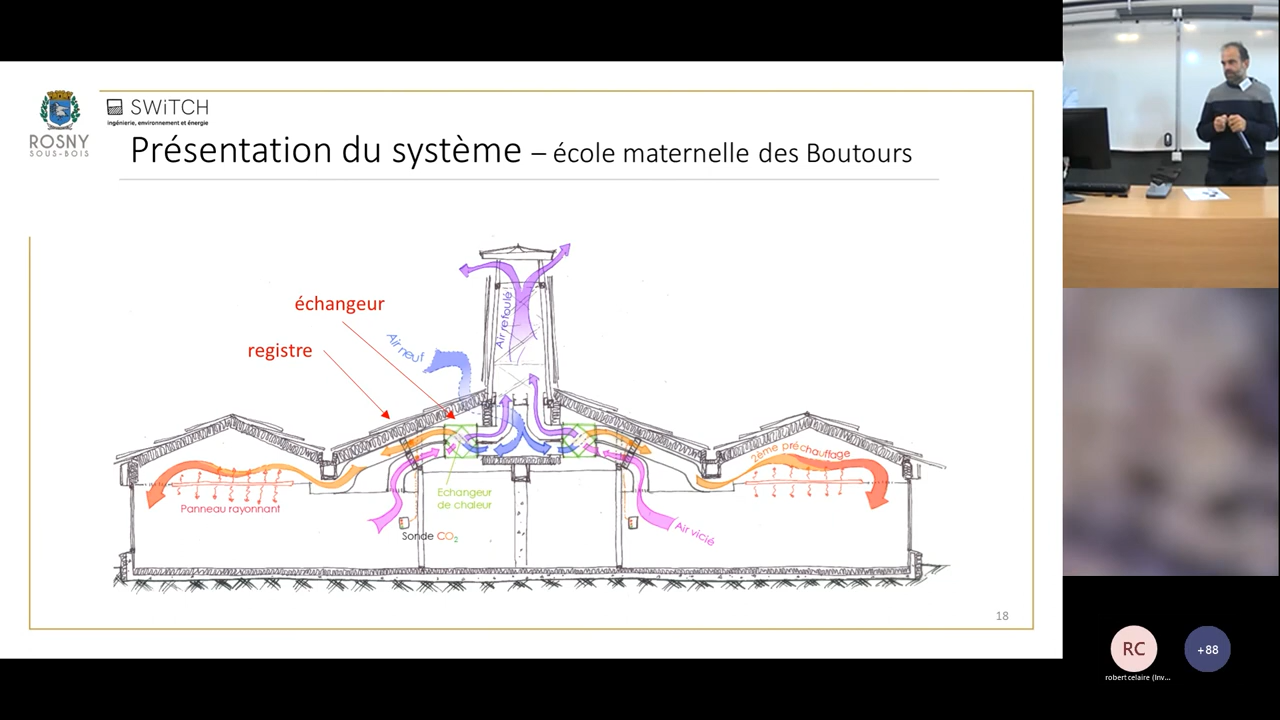 ROSNY
SOUS-BOIS
SWiTCH
ingénierie, environnement et énergie
Présentation du système – école maternelle des Boutours
échangeur
registre
Air neuf
Air refoulé
2ème préchauffage
Panneau rayonnant
Echangeur
de chaleur
Sonde CO₂
Air vicié
18
RC
+88
robert celaire (Inv...